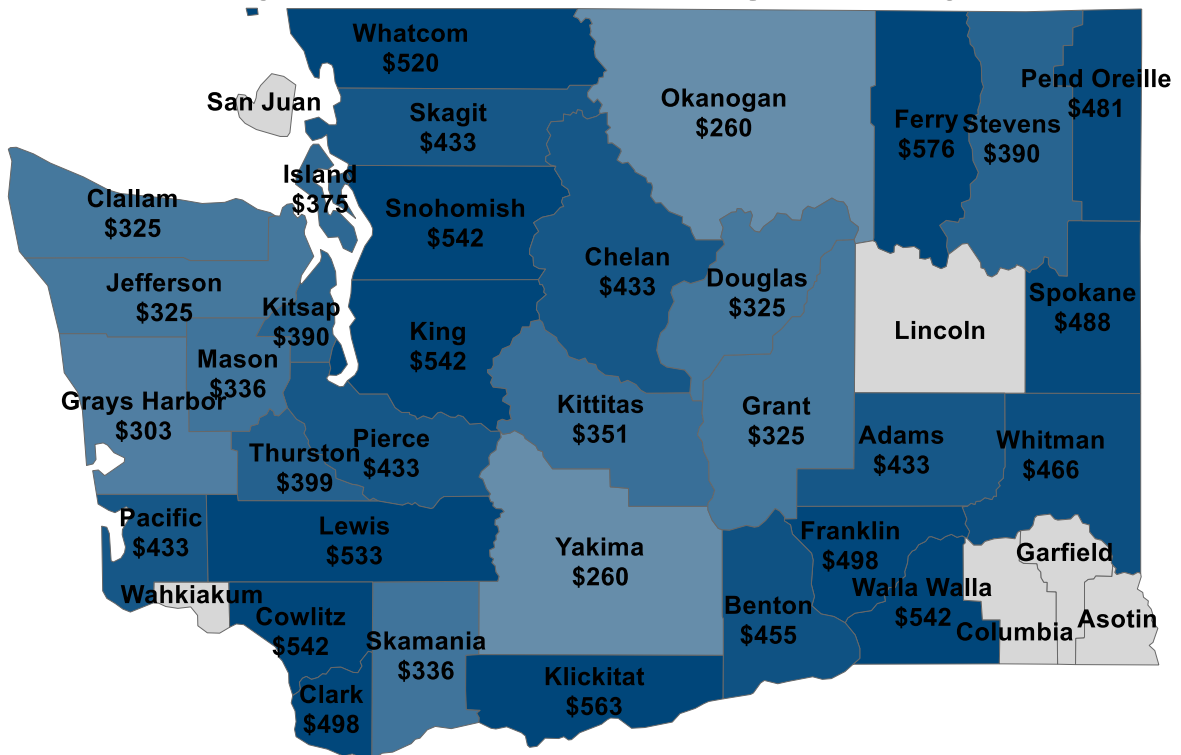 Whatcom
$520
San Juan
Skagit
$433
Okanogan
$260
Ferry
$576
Stevens
$390
Pend Oreille
$481
Island
$375
Clallam
$325
Snohomish
$542
Chelan
$433
Douglas
$325
Jefferson
$325
Kitsap
$390
King
$542
Lincoln
Spokane
$488
Mason
$336
Grays Harbor
$303
Kittitas
$351
Grant
$325
Adams
$433
Whitman
$466
Thurston
$399
Pierce
$433
Pacific
$433
Lewis
$533
Yakima
$260
Franklin
$498
Garfield
Wahkiakum
Cowlitz
$542
Skamania
$336
Benton
$455
Walla Walla
$542
Columbia
Asotin
Clark
$498
Klickitat
$563